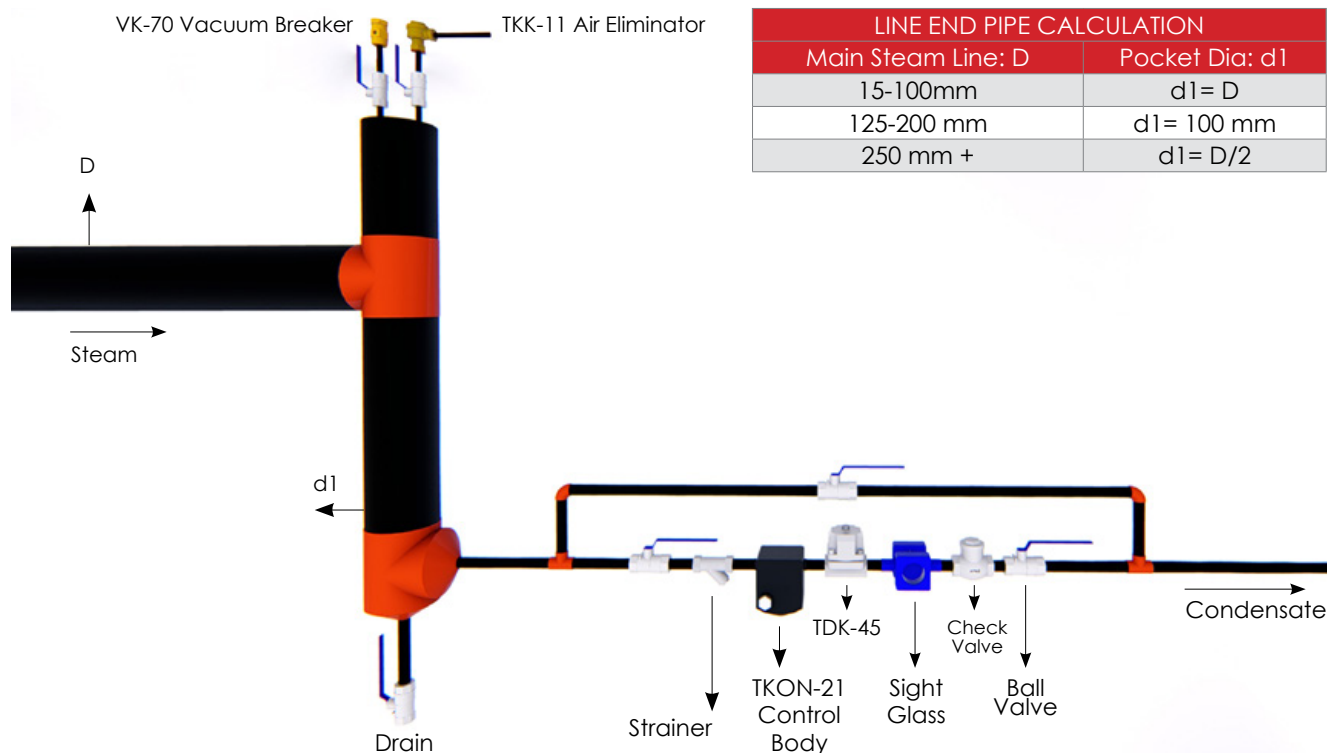 VK-70 Vacuum Breaker
TKK-11 Air Eliminator
LINE END PIPE CALCULATION
Main Steam Line: D Pocket Dia: d1
15-100mm d1= D
125-200 mm d1= 100 mm
250 mm + d1= D/2
D
Steam
d1
Condensate
TDK-45
Check
Valve
Strainer
TKON-21
Control
Body
Sight
Glass
Ball
Valve
Drain